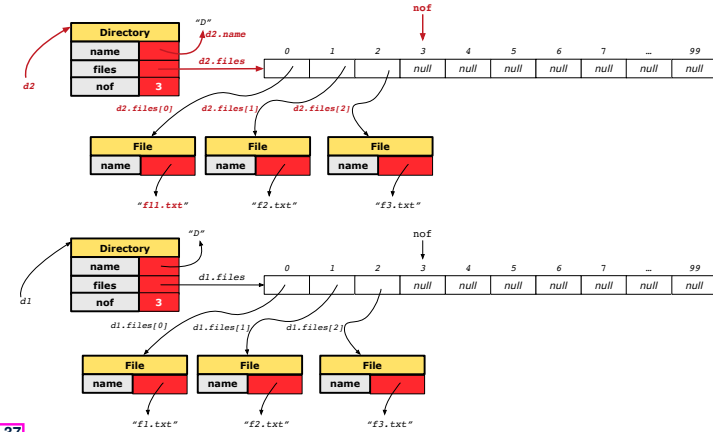 nof
"D"
Directory
d2.name
name
0 1 2 3 4 5 6 7 … 99
d2.files
files
null null null null null null null
nof 3
d2
d2.files[0] d2.files[1] d2.files[2]
File File File
name name name
"f11.txt" "f2.txt" "f3.txt"
"D"
nof
Directory
name
0 1 2 3 4 5 6 7 … 99
d1.files
files
null null null null null null null
nof 3
d1
d1.files[0] d1.files[1] d1.files[2]
File File File
name name name
"f1.txt" "f2.txt" "f3.txt"
37